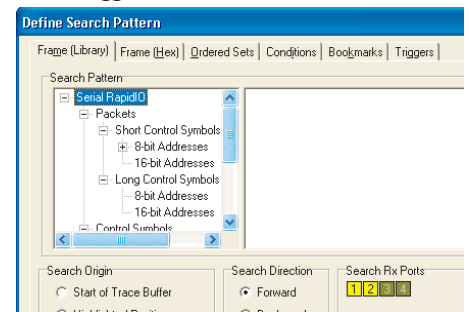 Define Search Pattern
Frame (Library) Frame (Hex) Ordered Sets Conditions Bookmarks Triggers
Search Pattern
Serial RapidIO
Packets
Short Control Symbols
8-bit Addresses
16-bit Addresses
Long Control Symbols
8-bit Addresses
16-bit Addresses
Control Symbols
Search Origin Search Direction Search Rx Ports
Start of Trace Buffer Forward 1 2 3 4